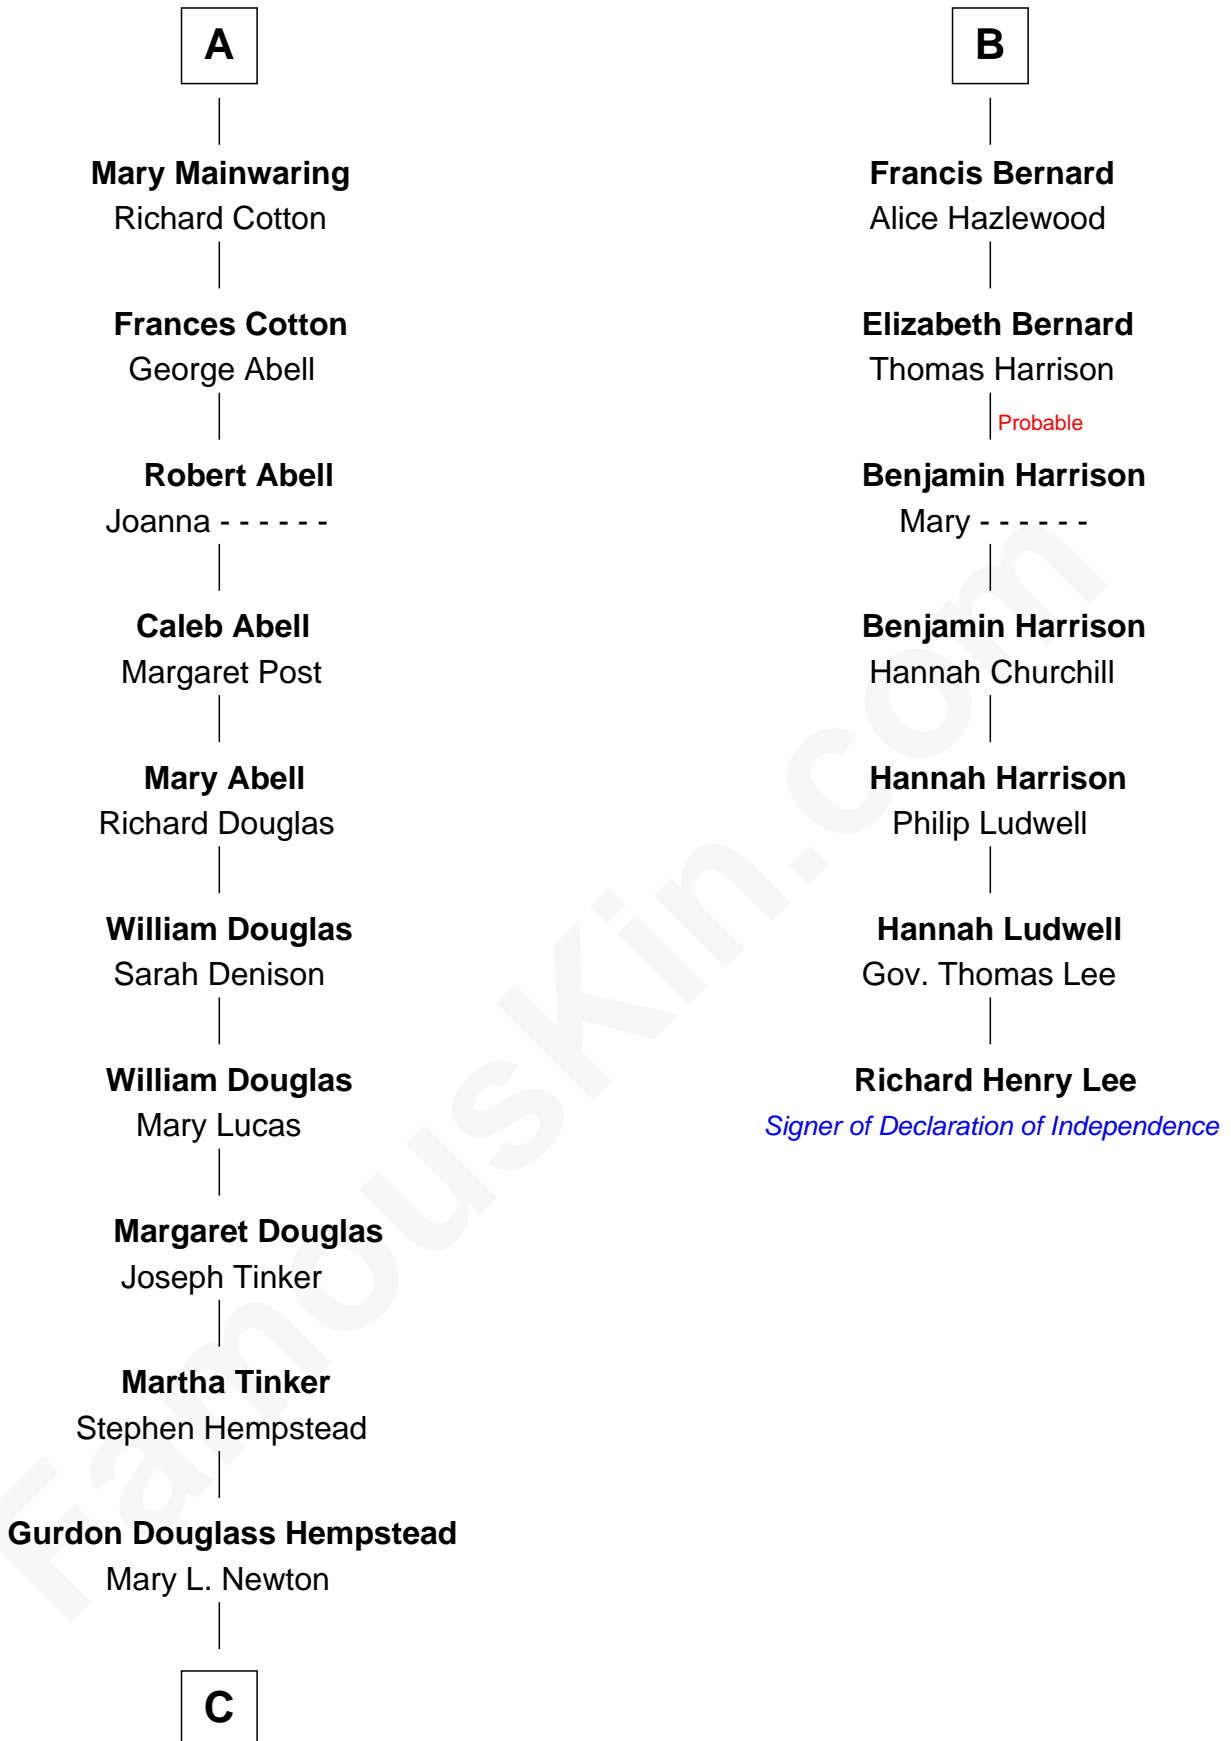 A
Mary Mainwaring
Richard Cotton
Frances Cotton
George Abell
Robert Abell
Joanna - - - - - -
Caleb Abell
Margaret Post
Mary Abell
Richard Douglas
William Douglas
Sarah Denison
William Douglas
Mary Lucas
Margaret Douglas
Joseph Tinker
Martha Tinker
Stephen Hempstead
Gurdon Douglass Hempstead
Mary L. Newton
C
B
Francis Bernard
Alice Hazlewood
Elizabeth Bernard
Thomas Harrison
Probable
Benjamin Harrison
Mary - - - - - -
Benjamin Harrison
Hannah Churchill
Hannah Harrison
Philip Ludwell
Hannah Ludwell
Gov. Thomas Lee
Richard Henry Lee
Signer of Declaration of Independence
FamousKin.com